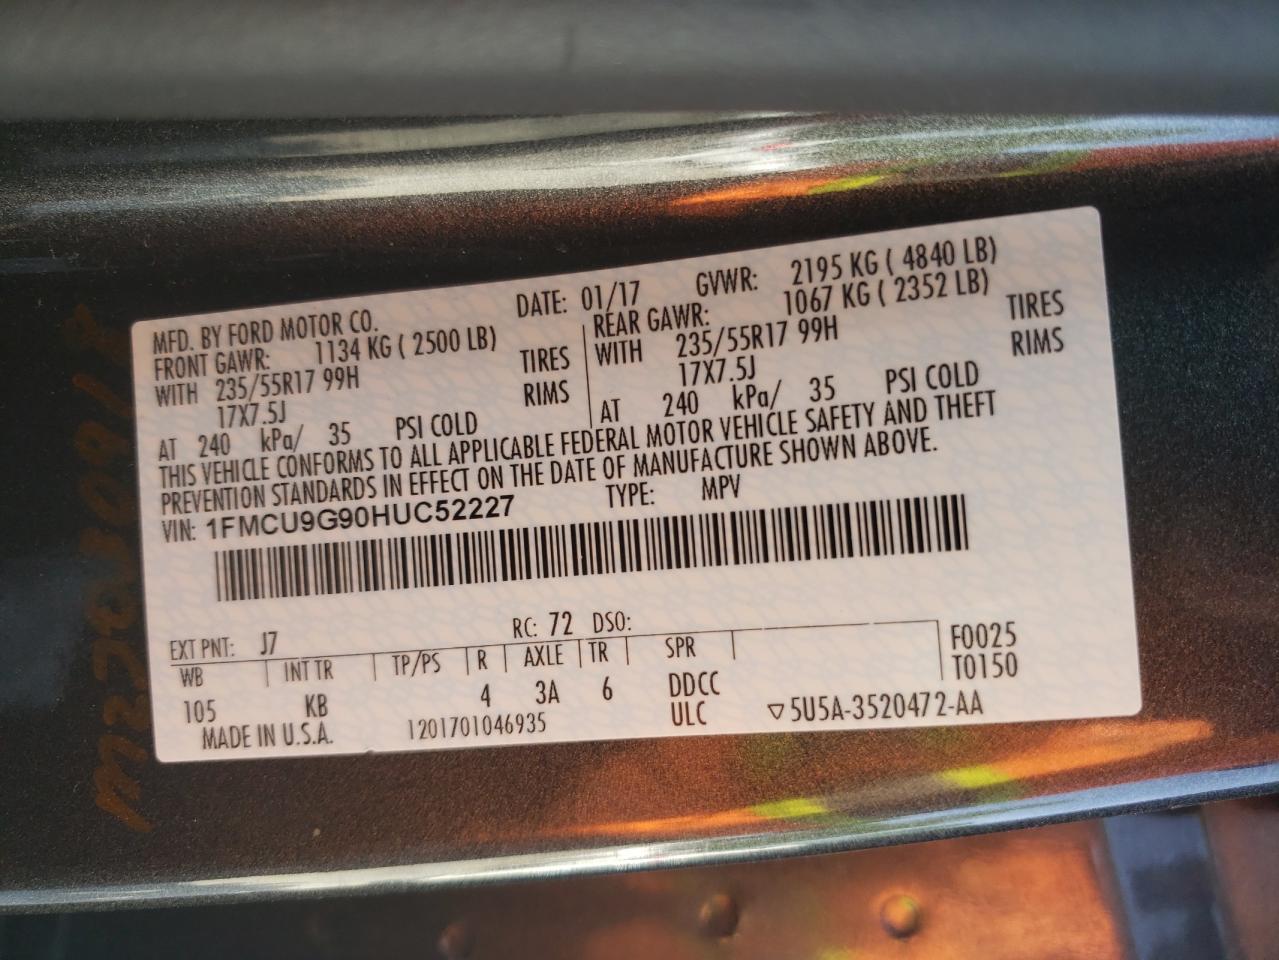 MFD. BY FORD MOTOR CO. DATE: 01/17 GVWR: 2195 KG ( 4840 LB)
FRONT GAWR: 1134 KG ( 2500 LB) REAR GAWR: 1067 KG ( 2352 LB)
WITH 235/55R17 99H TIRES WITH 235/55R17 99H TIRES
17X7.5J RIMS 17X7.5J RIMS
AT 240 kPa/ 35 PSI COLD AT 240 kPa/ 35 PSI COLD
THIS VEHICLE CONFORMS TO ALL APPLICABLE FEDERAL MOTOR VEHICLE SAFETY AND THEFT
PREVENTION STANDARDS IN EFFECT ON THE DATE OF MANUFACTURE SHOWN ABOVE.
VIN: 1FMCU9G90HUC52227 TYPE: MPV
EXT PNT: J7 RC: 72 DSO:
WB INT TR TP/PS R AXLE TR SPR F0025
105 KB 4 3A 6 DDCC T0150
MADE IN U.S.A. 1201701046935 ULC ▽5U5A-3520472-AA